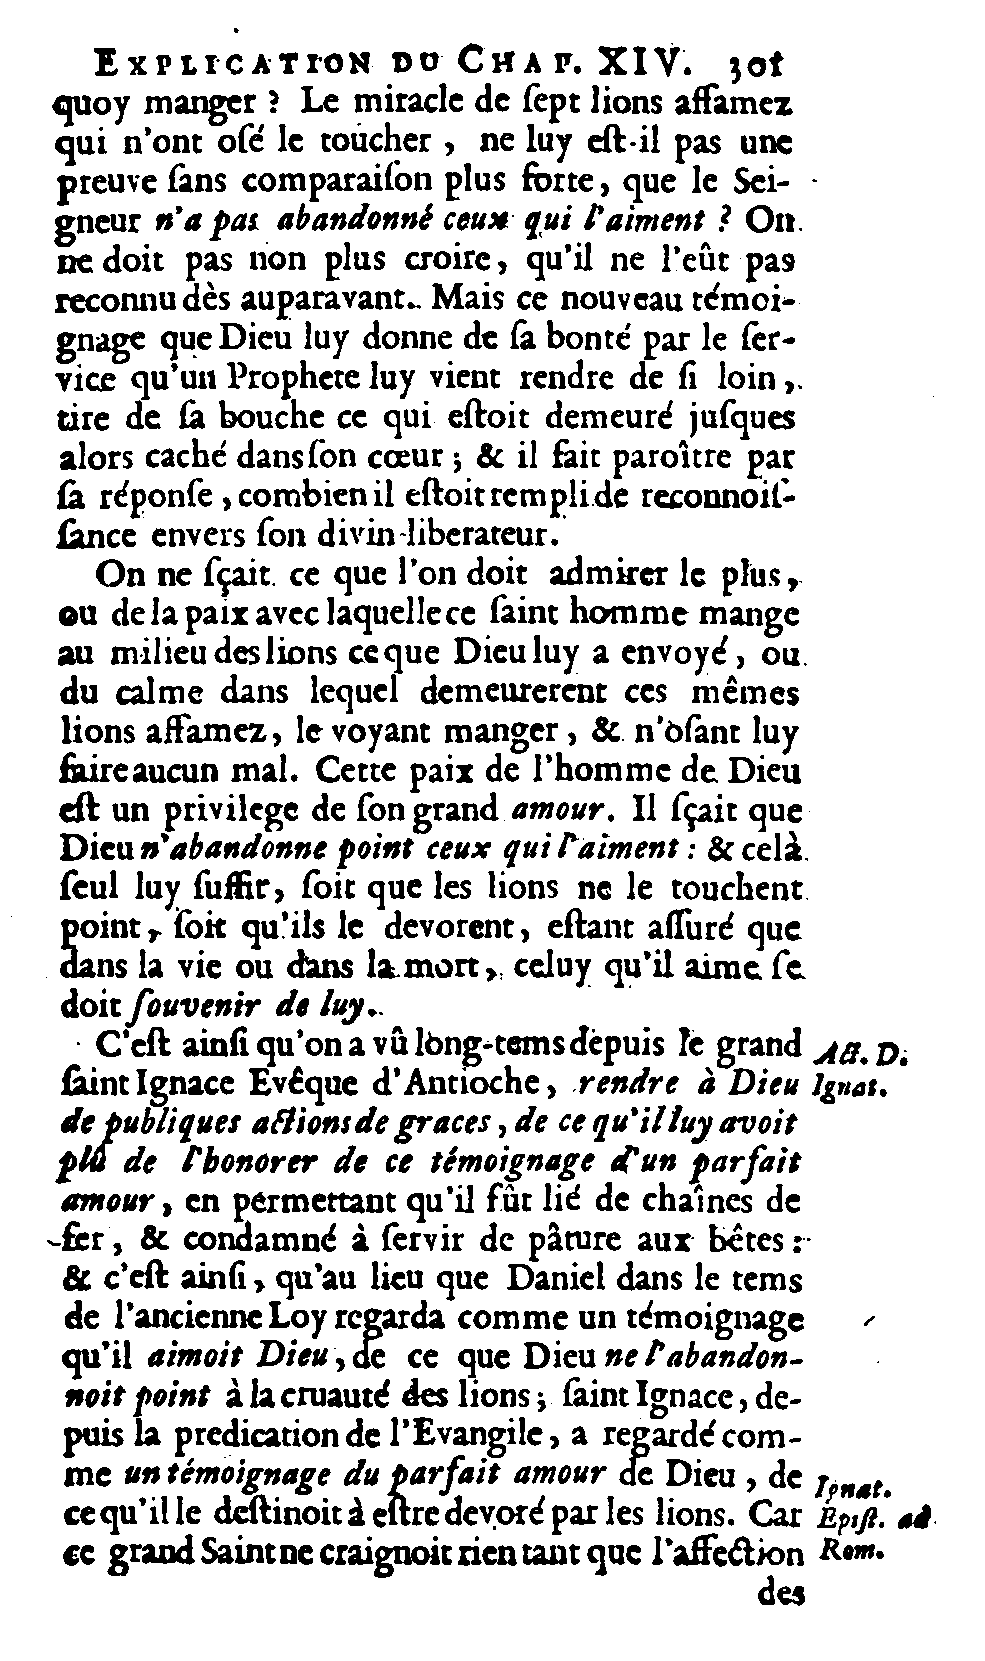 EXPLICATION DU CHAP. XIV. 301
quoy manger ? Le miracle de ſept lions affamez
qui n'ont oſé le toucher , ne luy eſt-il pas une
preuve ſans comparaiſon plus forte, que le Sei-
gneur n'a pas abandonné ceux qui l'aiment ? On
ne doit pas non plus croire, qu'il ne l'eût pas
reconnu dès auparavant. Mais ce nouveau témoi-
gnage que Dieu luy donne de ſa bonté par le ſer-
vice qu'un Prophete luy vient rendre de ſi loin,
tire de ſa bouche ce qui eſtoit demeuré juſques
alors caché dans ſon cœur ; & il fait paroître par
ſa réponſe , combien il eſtoit rempli de reconnoiſ-
ſance envers ſon divin liberateur.
On ne ſçait ce que l'on doit admirer le plus,
ou de la paix avec laquelle ce ſaint homme mange
au milieu des lions ce que Dieu luy a envoyé, ou
du calme dans lequel demeurerent ces mêmes
lions affamez, le voyant manger , & n'oſant luy
faire aucun mal. Cette paix de l'homme de Dieu
eſt un privilege de ſon grand amour. Il ſçait que
Dieu n'abandonne point ceux qui l'aiment : & celà
ſeul luy ſuffit, ſoit que les lions ne le touchent
point, ſoit qu'ils le devorent, eſtant aſſuré que
dans la vie ou dans la mort, celuy qu'il aime ſe
doit ſouvenir de luy.
C'eſt ainſi qu'on a vû long-tems depuis le grand
ſaint Ignace Evêque d'Antioche, rendre à Dieu
de publiques actions de graces, de ce qu'il luy avoit
plû de l'honorer de ce témoignage d'un parfait
amour, en permettant qu'il fût lié de chaînes de
fer, & condamné à ſervir de pâture aux bêtes :
& c'eſt ainſi, qu'au lieu que Daniel dans le tems
de l'ancienne Loy regarda comme un témoignage
qu'il aimoit Dieu, de ce que Dieu ne l'abandon-
noit point à la cruauté des lions ; ſaint Ignace, de-
puis la predication de l'Evangile, a regardé com-
me un témoignage du parfait amour de Dieu, de
ce qu'il le deſtinoit à eſtre devoré par les lions. Car
ce grand Saint ne craignoit rien tant que l'affection
des
Act. D.
Ignat.
Ignat.
Epiſt. ad
Rom.